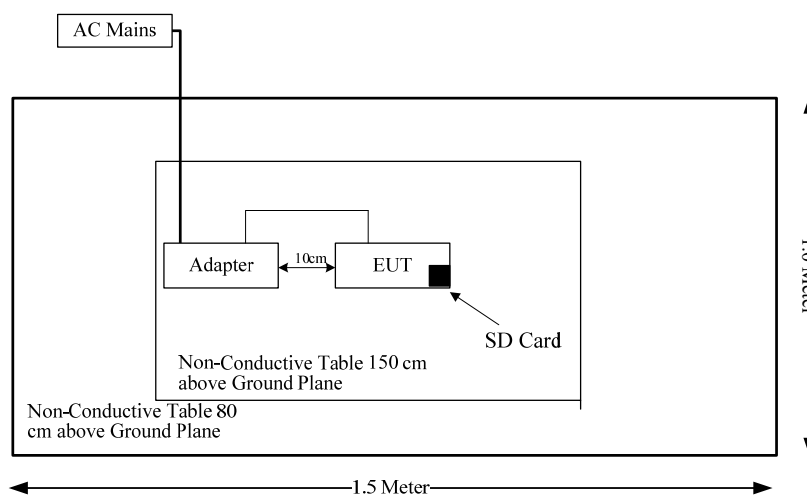 AC Mains
Adapter
10cm
EUT
SD Card
Non-Conductive Table 150 cm
above Ground Plane
Non-Conductive Table 80
cm above Ground Plane
1.5 Meter